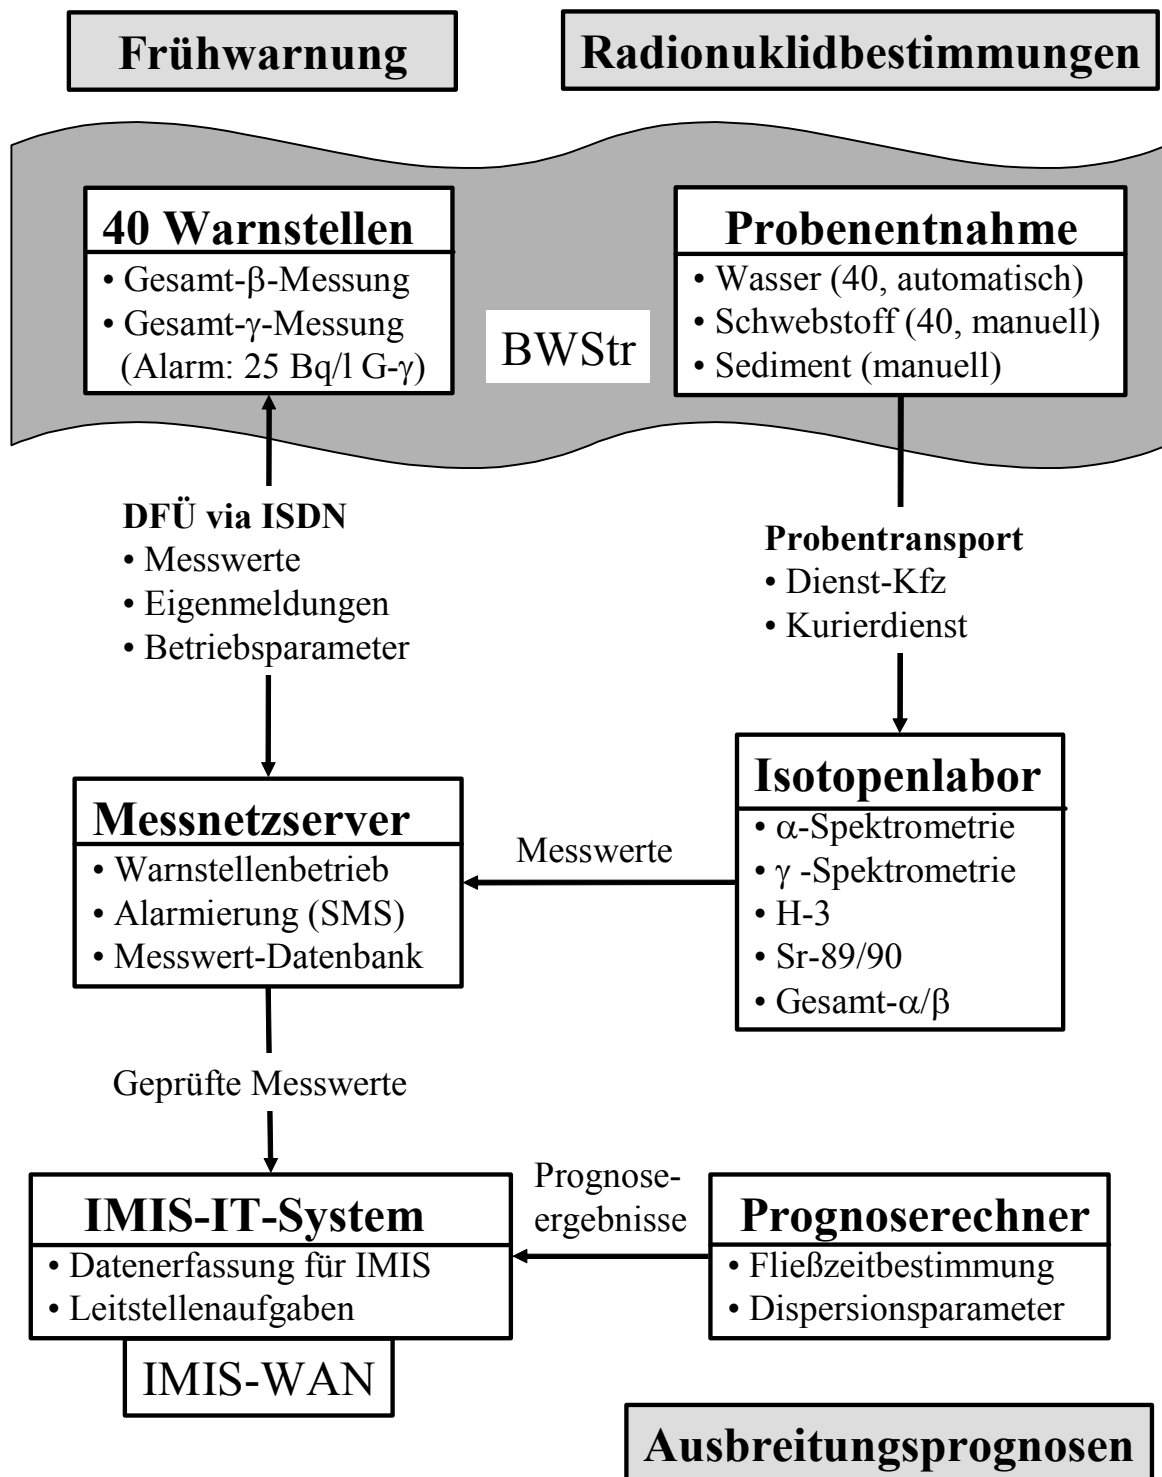 Frühwarnung
Radionuklidbestimmungen
40 Warnstellen
• Gesamt-β-Messung
• Gesamt-γ-Messung
(Alarm: 25 Bq/l G-γ)
BWStr
Probenentnahme
• Wasser (40, automatisch)
• Schwebstoff (40, manuell)
• Sediment (manuell)
DFÜ via ISDN
• Messwerte
• Eigenmeldungen
• Betriebsparameter
Probentransport
• Dienst-Kfz
• Kurierdienst
Messnetzserver
• Warnstellenbetrieb
• Alarmierung (SMS)
• Messwert-Datenbank
Messwerte
Isotopenlabor
• α-Spektrometrie
• γ -Spektrometrie
• H-3
• Sr-89/90
• Gesamt-α/β
Geprüfte Messwerte
IMIS-IT-System
• Datenerfassung für IMIS
• Leitstellenaufgaben
IMIS-WAN
Prognose-
ergebnisse
Prognoserechner
• Fließzeitbestimmung
• Dispersionsparameter
Ausbreitungsprognosen